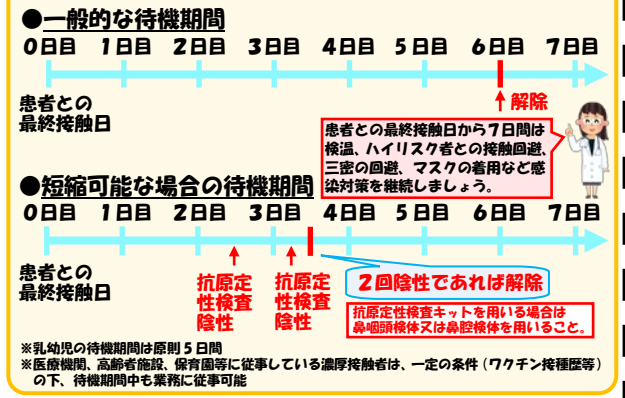 ●一般的な待機期間
0日目 1日目 2日目 3日目 4日目 5日目 6日目 7日目
患者との
最終接触日
解除
患者との最終接触日から7日間は
検温、ハイリスク者との接触回避、
三密の回避、マスクの着用など感
染対策を継続しましょう。
●短縮可能な場合の待機期間
0日目 1日目 2日目 3日目 4日目 5日目 6日目 7日目
患者との
最終接触日
抗原定
性検査
陰性
抗原定
性検査
陰性
2回陰性であれば解除
抗原定性検査キットを用いる場合は
鼻咽頭検体又は鼻腔検体を用いること。
※乳幼児の待機期間は原則5日間
※医療機関、高齢者施設、保育園等に従事している濃厚接触者は、一定の条件（ワクチン接種歴等）
の下、待機期間中も業務に従事可能